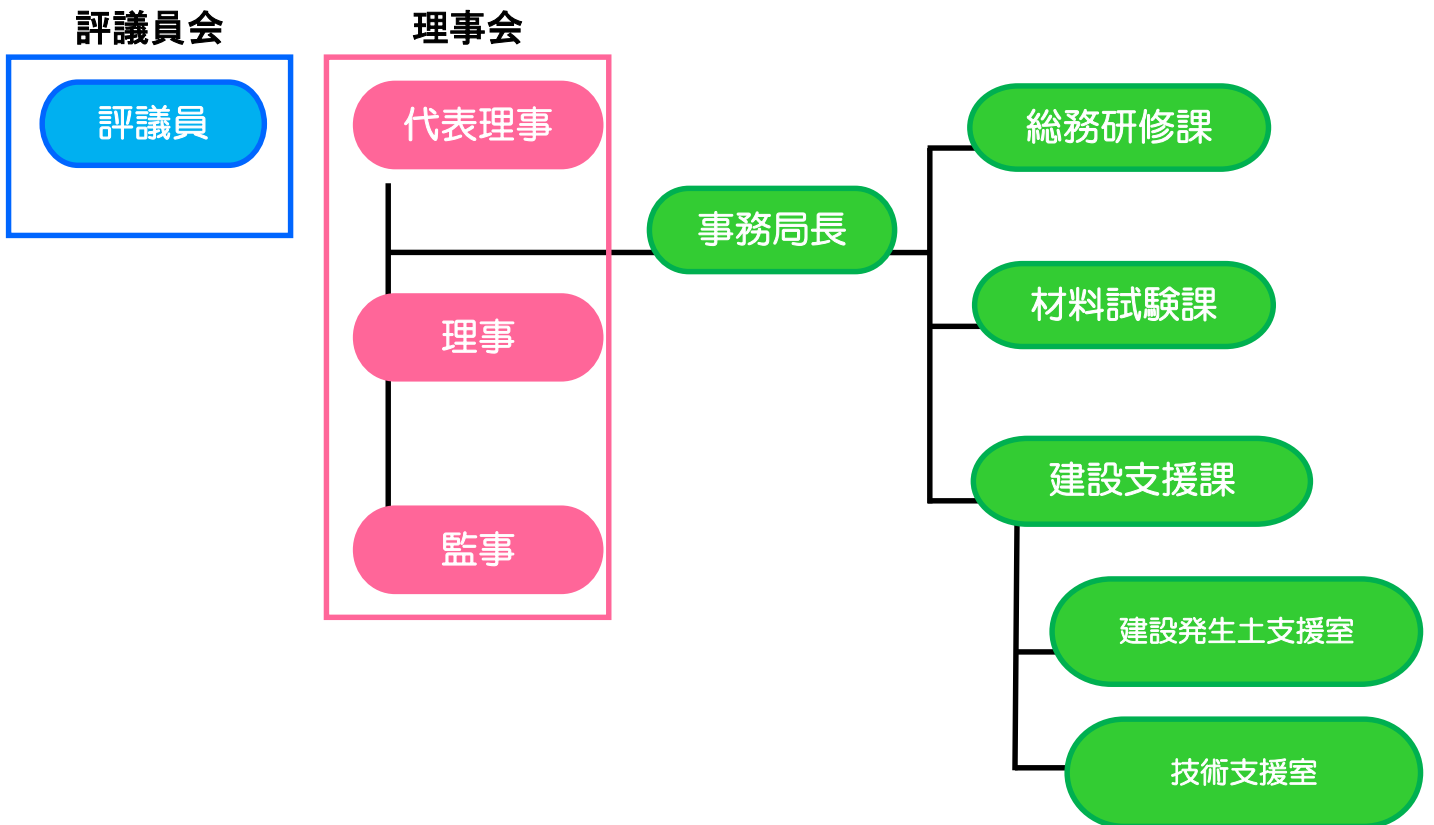 評議員会
評議員
理事会
代表理事
理事
監事
事務局長
総務研修課
材料試験課
建設支援課
建設発生土支援室
技術支援室